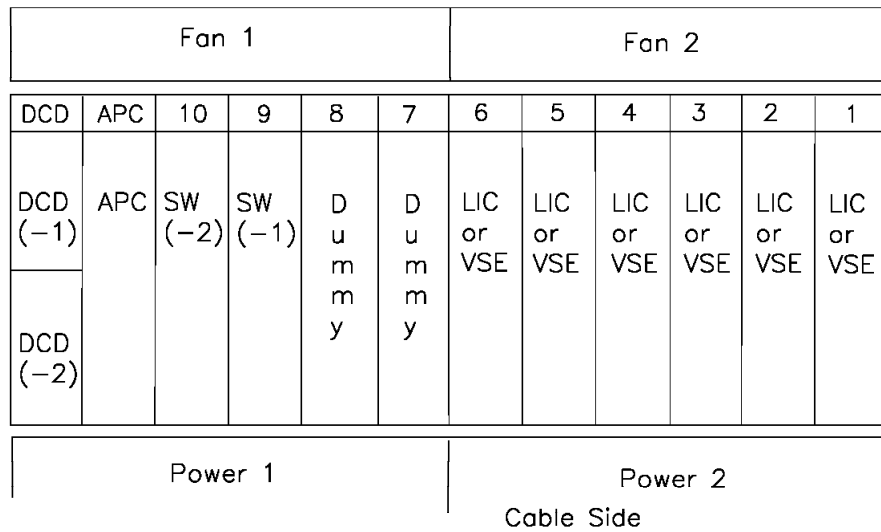 Fan 1 Fan 2
DCD APC 10 9 8 7 6 5 4 3 2 1
DCD APC SW SW D D LIC LIC LIC LIC LIC LIC
(-1) (-2) (-1) u u or or or or or or
m m VSE VSE VSE VSE VSE VSE
m m
DCD y y
(-2)
Power 1 Power 2
Cable Side